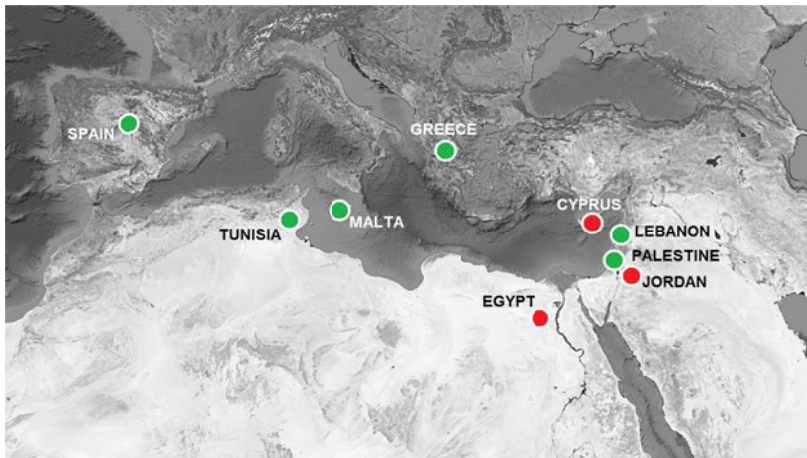 SPAIN
GREECE
CYPRUS
TUNISIA
MALTA
LEBANON
PALESTINE
JORDAN
EGYPT